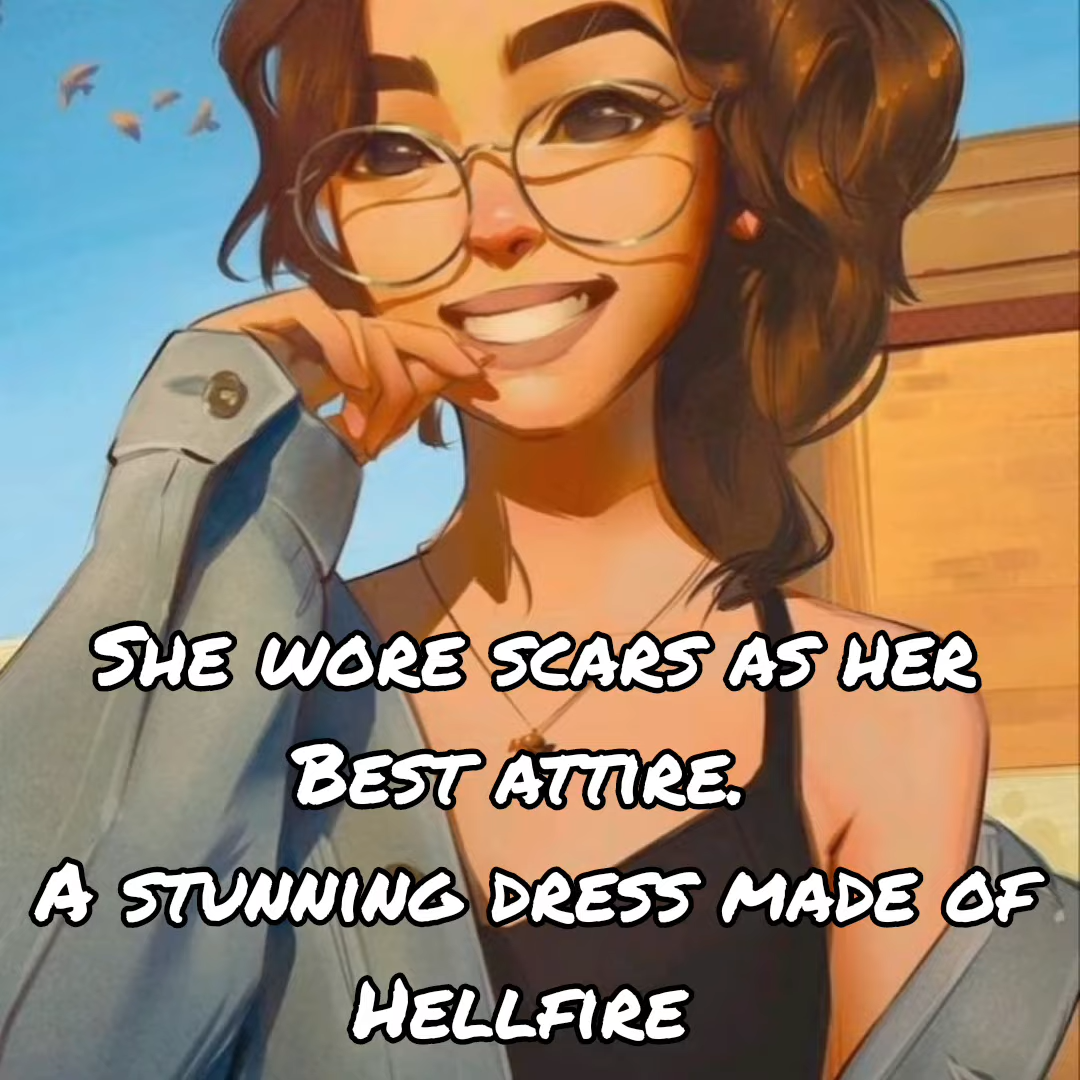 She wore scars as her
Best attire.
A stunning dress made of
Hellfire